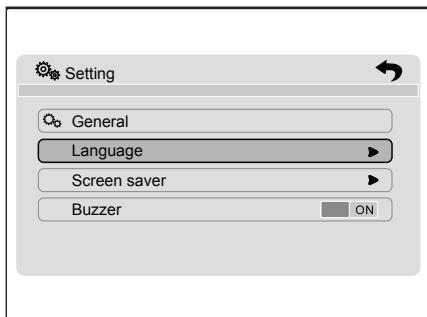 Setting
General
Language
Screen saver
Buzzer ON